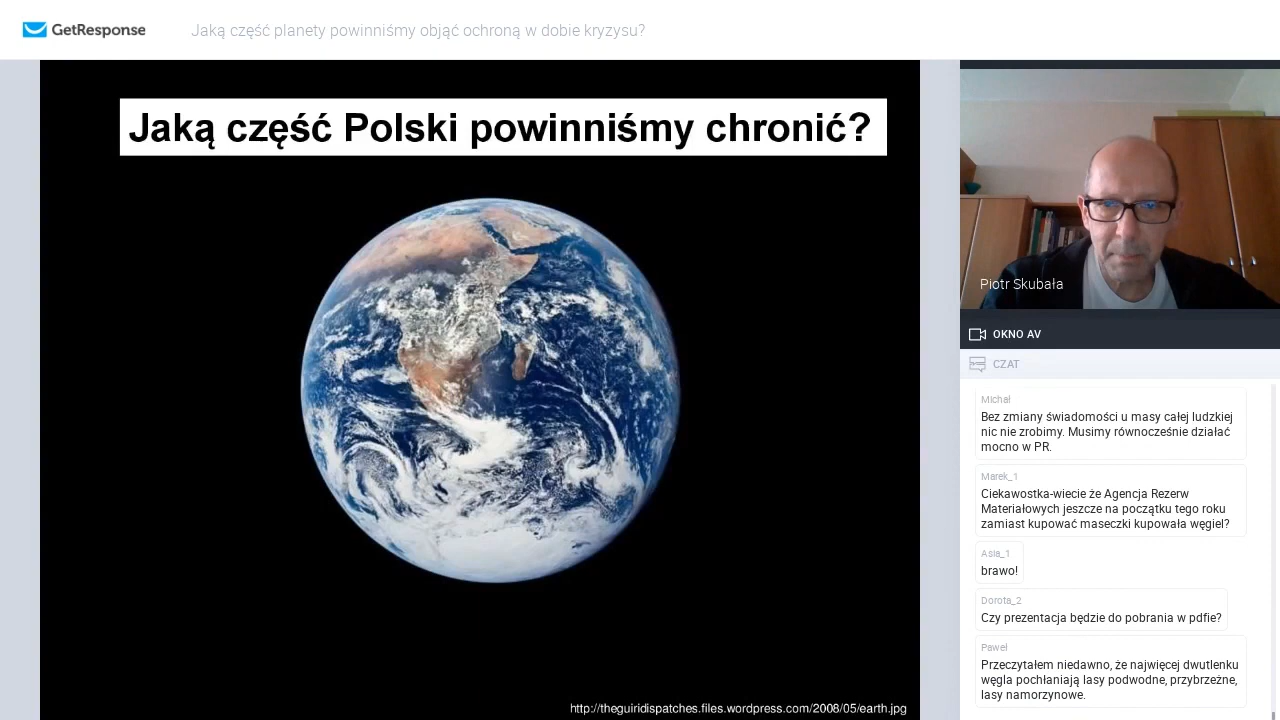 GetResponse
Jaką część planety powinniśmy objąć ochroną w dobie kryzysu?
Jaką część Polski powinniśmy chronić?
http://theguiridispatches.files.wordpress.com/2008/05/earth.jpg
Piotr Skubała
OKNO AV
CZAT
Michał
Bez zmiany świadomości u masy całej ludzkiej
nic nie zrobimy. Musimy równocześnie działać
mocno w PR.
Marek_1
Ciekawostka-wiecie że Agencja Rezerw
Materiałowych jeszcze na początku tego roku
zamiast kupować maseczki kupowała węgiel?
Asia_1
brawo!
Dorota_2
Czy prezentacja będzie do pobrania w pdfie?
Paweł
Przeczytałem niedawno, że najwięcej dwutlenku
węgla pochłaniają lasy podwodne, przybrzeżne,
lasy namorzynowe.